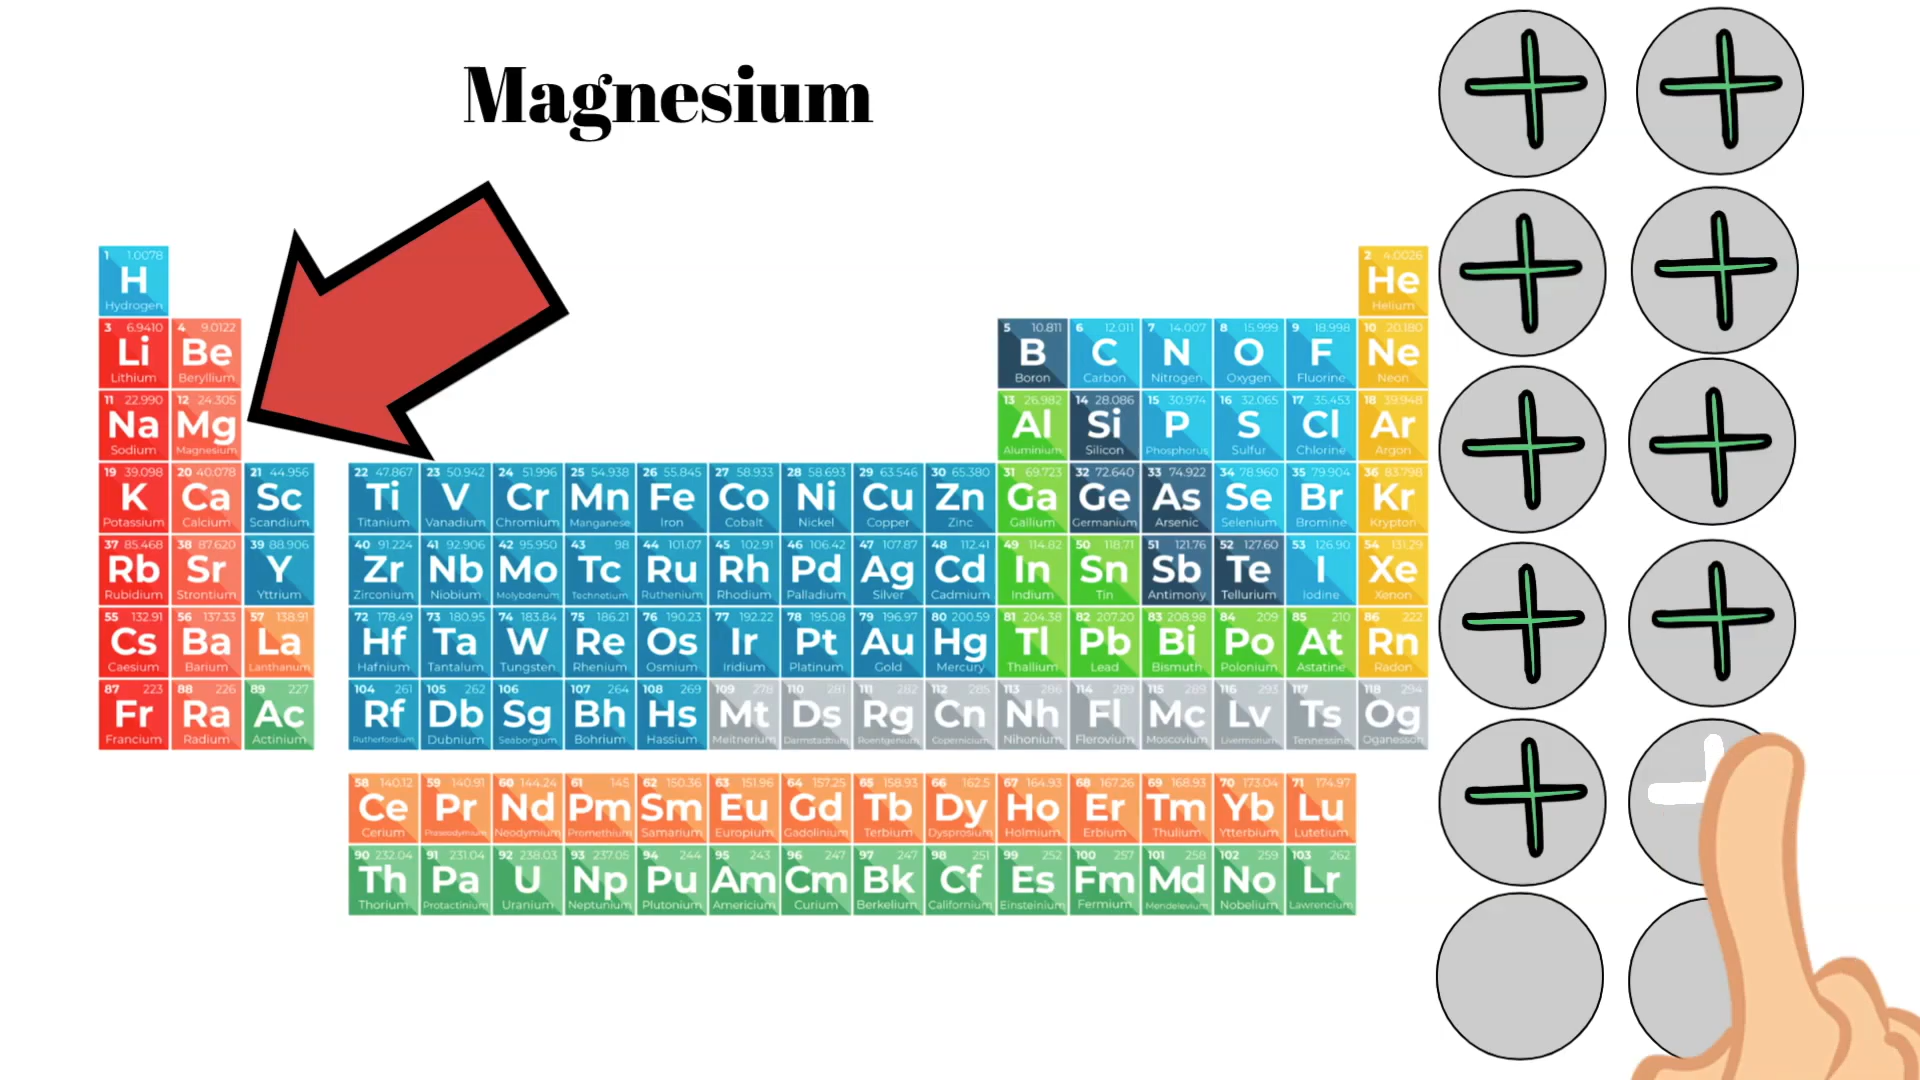 Magnesium
1 1.0078 2 4.0026
H He
Hydrogen Helium
3 6.9410 4 9.0122 5 10.811 6 12.011 7 14.007 8 15.999 9 18.998 10 20.180
Li Be B C N O F Ne
Lithium Beryllium Boron Carbon Nitrogen Oxygen Fluorine Neon
11 22.990 12 24.305 13 26.982 14 28.086 15 30.974 16 32.065 17 35.453 18 39.948
Na Mg Al Si P S Cl Ar
Sodium Magnesium Aluminium Silicon Phosphorus Sulfur Chlorine Argon
19 39.098 20 40.078 21 44.956 22 47.867 23 50.942 24 51.996 25 54.938 26 55.845 27 58.933 28 58.693 29 63.546 30 65.380 31 69.723 32 72.640 33 74.922 34 78.960 35 79.904 36 83.798
K Ca Sc Ti V Cr Mn Fe Co Ni Cu Zn Ga Ge As Se Br Kr
Potassium Calcium Scandium Titanium Vanadium Chromium Manganese Iron Cobalt Nickel Copper Zinc Gallium Germanium Arsenic Selenium Bromine Krypton
37 85.468 38 87.620 39 88.906 40 91.224 41 92.906 42 95.950 43 98 44 101.07 45 102.91 46 106.42 47 107.87 48 112.41 49 114.82 50 118.71 51 121.76 52 127.60 53 126.90 54 131.29
Rb Sr Y Zr Nb Mo Tc Ru Rh Pd Ag Cd In Sn Sb Te I Xe
Rubidium Strontium Yttrium Zirconium Niobium Molybdenum Technetium Ruthenium Rhodium Palladium Silver Cadmium Indium Tin Antimony Tellurium Iodine Xenon
55 132.91 56 137.33 57 138.91 72 178.49 73 180.95 74 183.84 75 186.21 76 190.23 77 192.22 78 195.08 79 196.97 80 200.59 81 204.38 82 207.20 83 208.98 84 209 85 210 86 222
Cs Ba La Hf Ta W Re Os Ir Pt Au Hg Tl Pb Bi Po At Rn
Caesium Barium Lanthanum Hafnium Tantalum Tungsten Rhenium Osmium Iridium Platinum Gold Mercury Thallium Lead Bismuth Polonium Astatine Radon
87 223 88 226 89 227 104 261 105 262 106 107 264 108 269 109 278 110 281 111 282 112 285 113 286 114 289 115 289 116 293 117 118 294
Fr Ra Ac Rf Db Sg Bh Hs Mt Ds Rg Cn Nh Fl Mc Lv Ts Og
Francium Radium Actinium Rutherfordium Dubnium Seaborgium Bohrium Hassium Meitnerium Darmstadtium Roentgenium Copernicium Nihonium Flerovium Moscovium Livermorium Tennessine Oganesson
58 140.12 59 140.91 60 144.24 61 145 62 150.36 63 151.96 64 157.25 65 158.93 66 162.5 67 164.93 68 167.26 69 168.93 70 173.04 71 174.97
Ce Pr Nd Pm Sm Eu Gd Tb Dy Ho Er Tm Yb Lu
Cerium Praseodymium Neodymium Promethium Samarium Europium Gadolinium Terbium Dysprosium Holmium Erbium Thulium Ytterbium Lutetium
90 232.04 91 231.04 92 238.03 93 237.05 94 244 95 243 96 247 97 247 98 251 99 252 100 257 101 258 102 259 103 262
Th Pa U Np Pu Am Cm Bk Cf Es Fm Md No Lr
Thorium Protactinium Uranium Neptunium Plutonium Americium Curium Berkelium Californium Einsteinium Fermium Mendelevium Nobelium Lawrencium